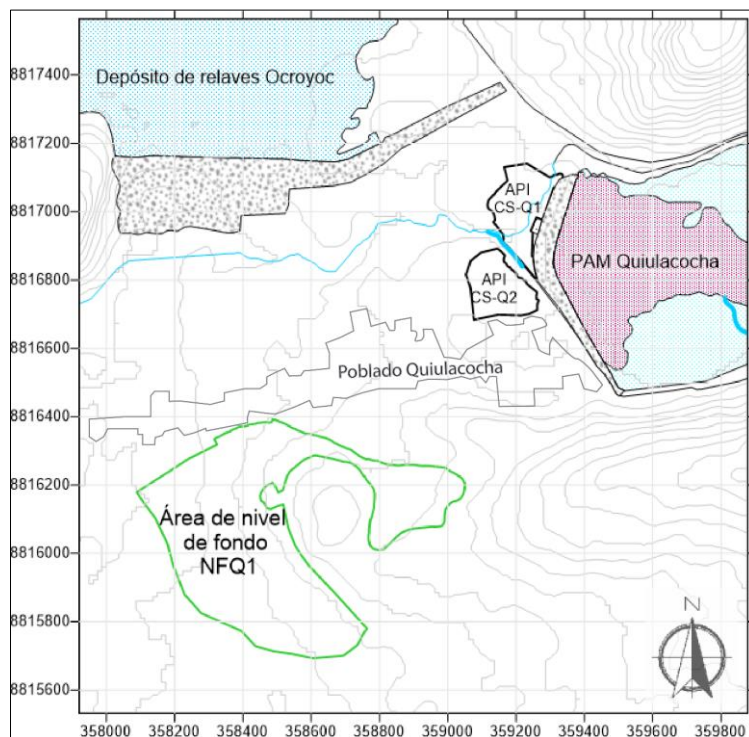 8817400
Depósito de relaves Ocroyoc
8817200
API
CS-Q1
8817000
PAM Quiulacocha
8816800
API
CS-Q2
8816600
Poblado Quiulacocha
8816400
8816200
Área de nivel
de fondo
NFQ1
8816000
8815800
N
8815600
358000 358200 358400 358600 358800 359000 359200 359400 359600 359800